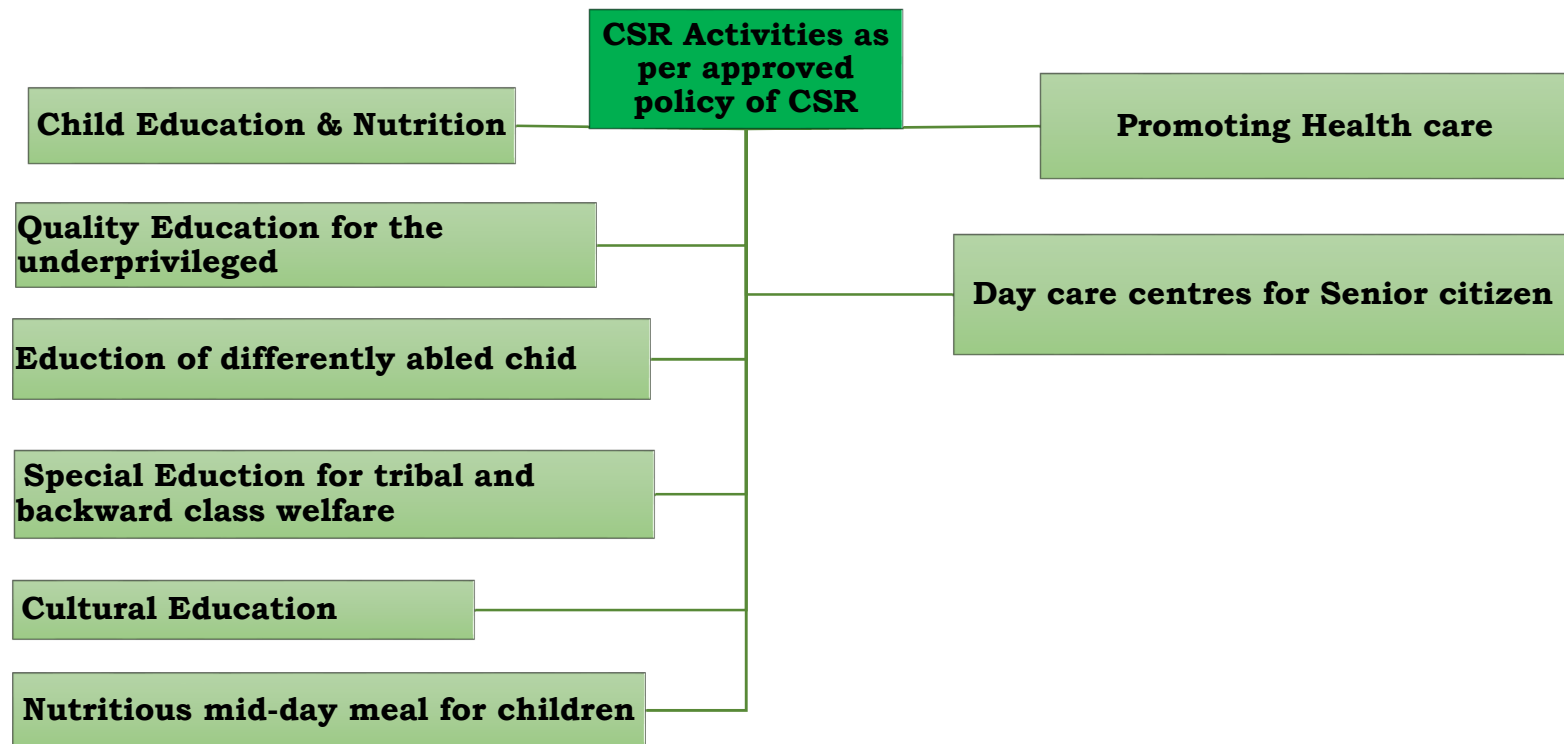 CSR Activities as
per approved
policy of CSR
Child Education & Nutrition
Promoting Health care
Quality Education for the
underprivileged
Day care centres for Senior citizen
Eduction of differently abled chid
Special Eduction for tribal and
backward class welfare
Cultural Education
Nutritious mid-day meal for children